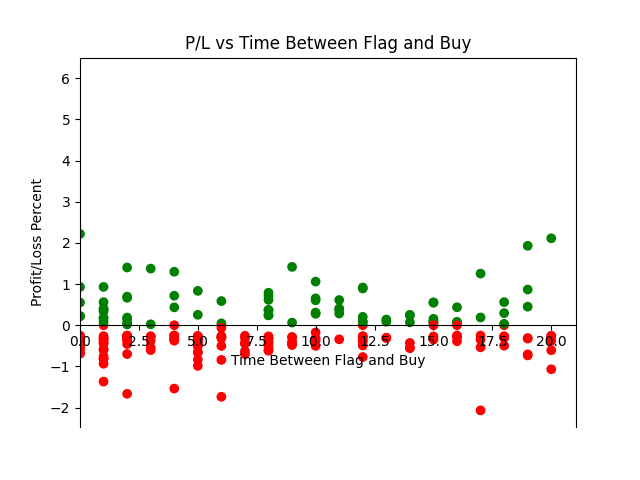 P/L vs Time Between Flag and Buy
6
5
4
3
2
1
0
−1
−2
Profit/Loss Percent
0.0 2.5 5.0 7.5 10.0 12.5 15.0 17.5 20.0
Time Between Flag and Buy